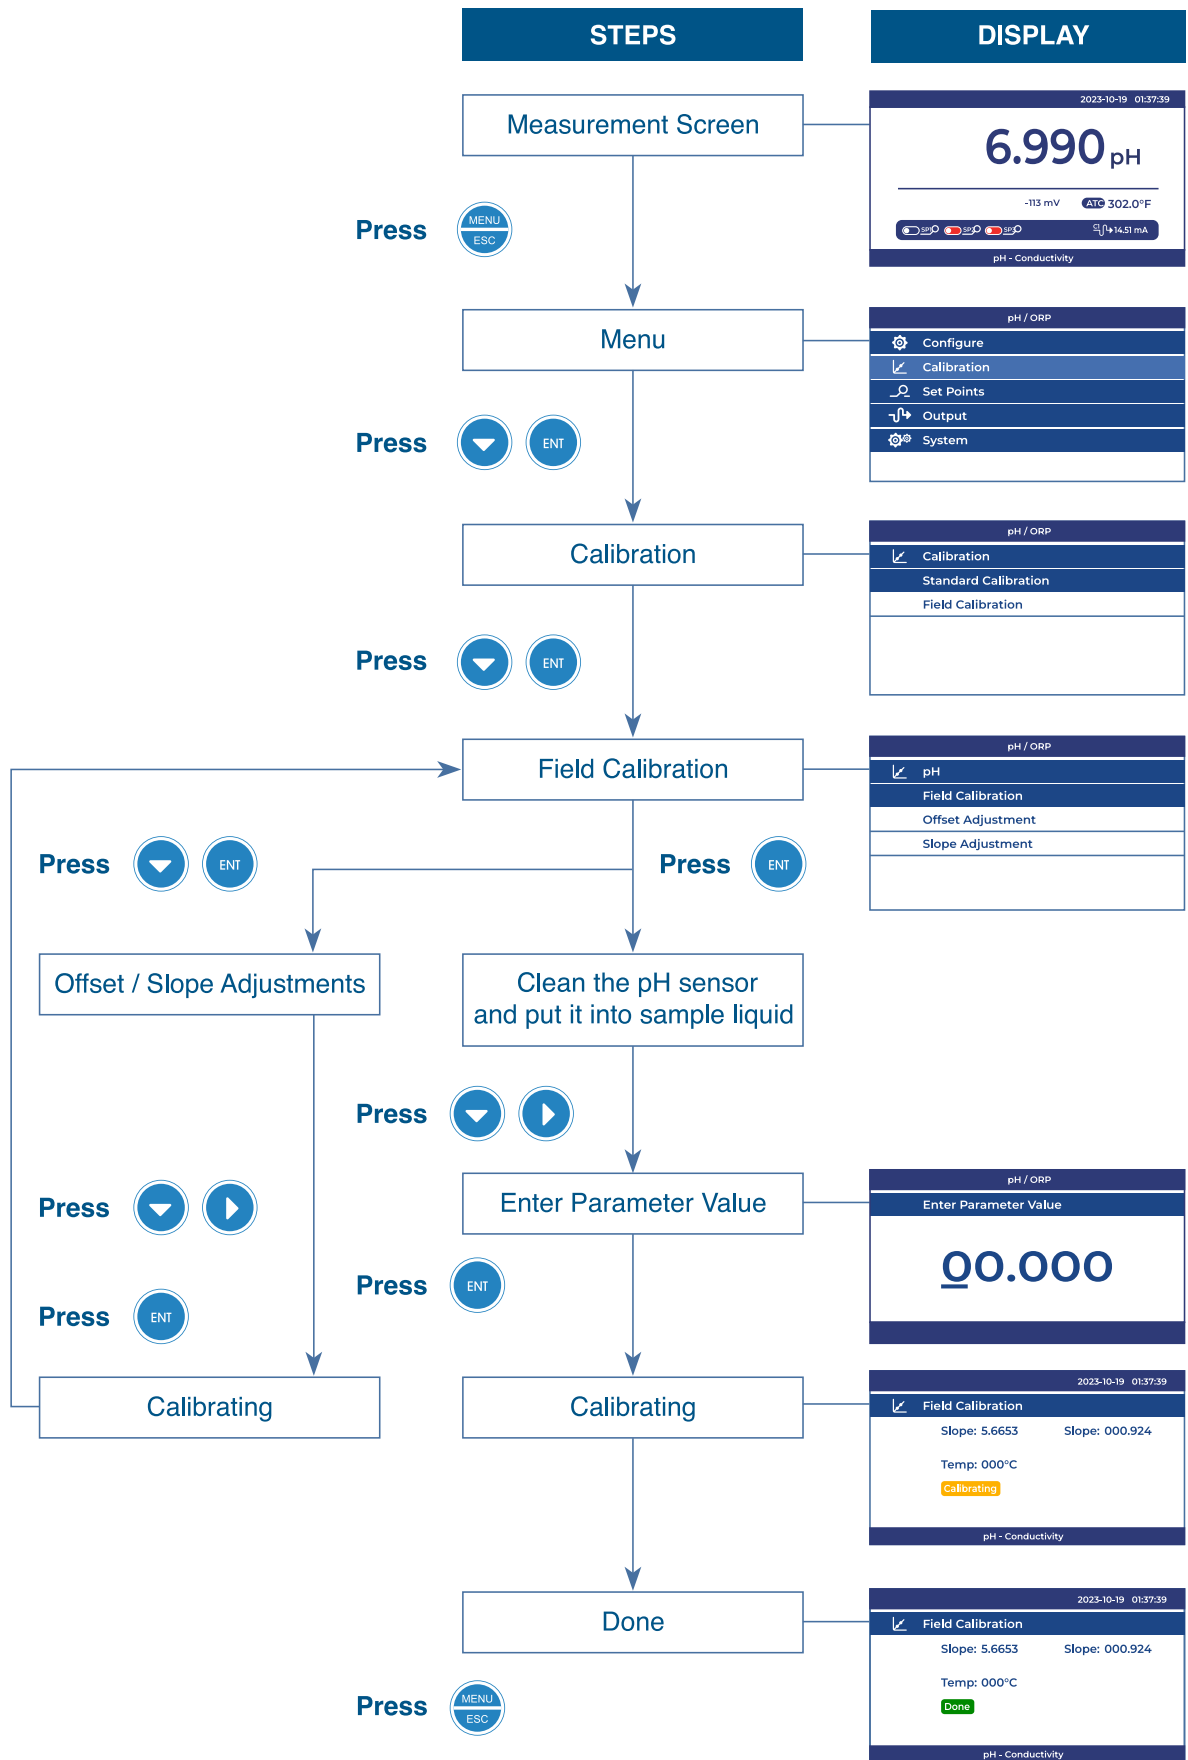 STEPS
DISPLAY
Measurement Screen
2023-10-19 01:37:39
6.990 pH
-113 mV ATC 302.0°F
SP1 SP2 SP3 14.51 mA
pH - Conductivity
Press MENU ESC
Menu
pH / ORP
Configure
Calibration
Set Points
Output
System
Press ENT
Calibration
pH / ORP
Calibration
Standard Calibration
Field Calibration
Press ENT
Field Calibration
pH / ORP
pH
Field Calibration
Offset Adjustment
Slope Adjustment
Press ENT
Press ENT
Offset / Slope Adjustments
Clean the pH sensor
and put it into sample liquid
Press
Press
Enter Parameter Value
pH / ORP
Enter Parameter Value
00.000
Press ENT
Press ENT
Calibrating
Calibrating
2023-10-19 01:37:39
Field Calibration
Slope: 5.6653 Slope: 000.924
Temp: 000°C
Calibrating
pH - Conductivity
Done
2023-10-19 01:37:39
Field Calibration
Slope: 5.6653 Slope: 000.924
Temp: 000°C
Done
pH - Conductivity
Press MENU ESC